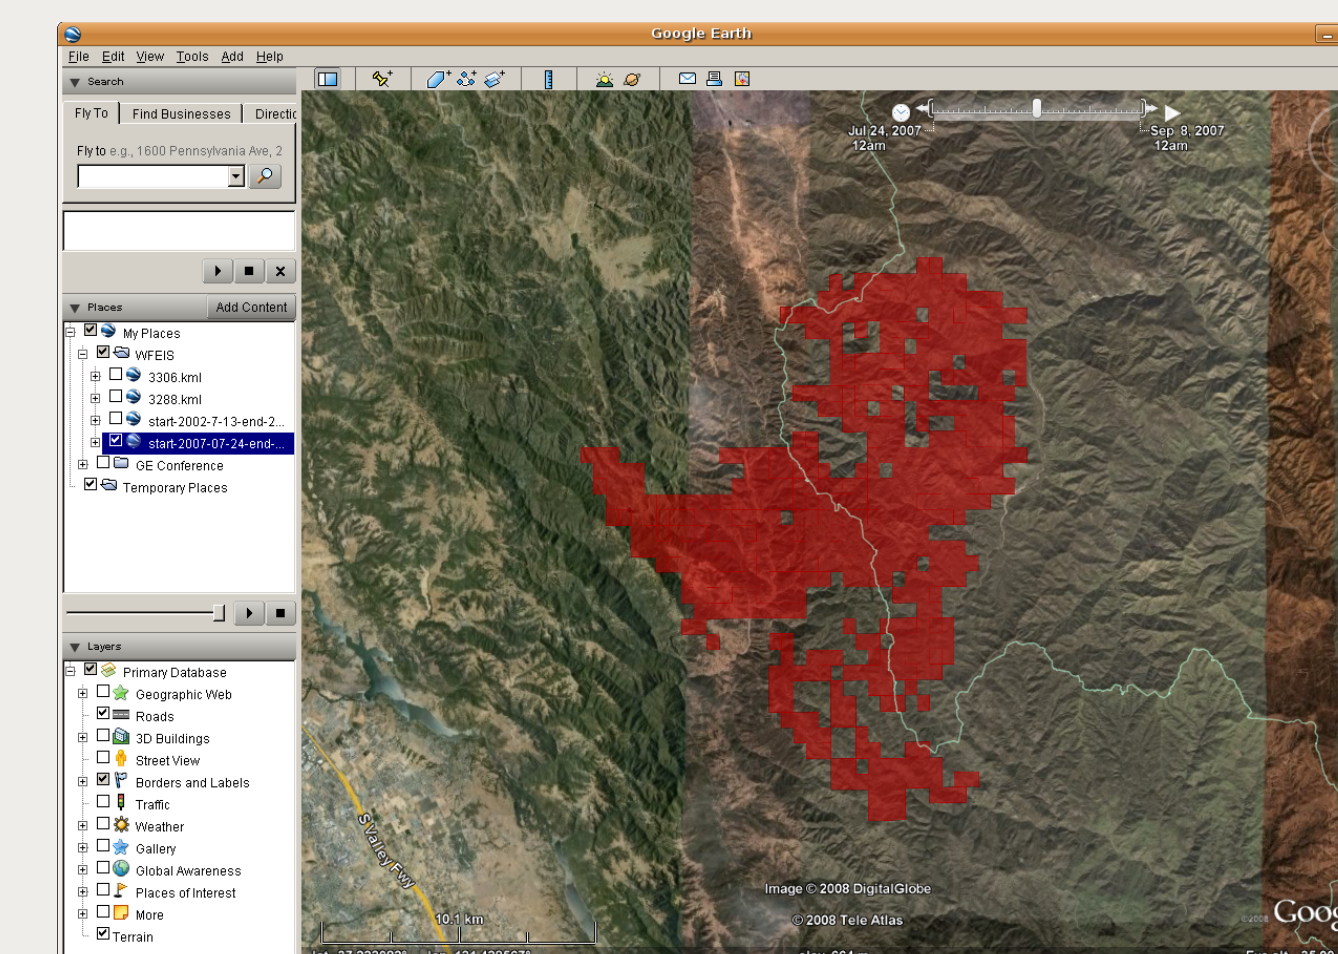 Google Earth
File Edit View Tools Add Help
Search
Fly To Find Businesses
Fly to e.g., 1600 Pennsylvania Ave, 2
Places Add Content
My Places
WFEIS
3306.kml
3288.kml
start-2002-7-13-end-2...
start-2007-07-24-end-...
GE Conference
Temporary Places
Layers
Primary Database
Geographic Web
Roads
3D Buildings
Street View
Borders and Labels
Traffic
Weather
Gallery
Global Awareness
Places of Interest
More
Terrain
Jul 24, 2007
12am
Sep 8, 2007
12am
S Valley Fwy
Image © 2008 DigitalGlobe
© 2008 Tele Atlas
©2008
10.1 km